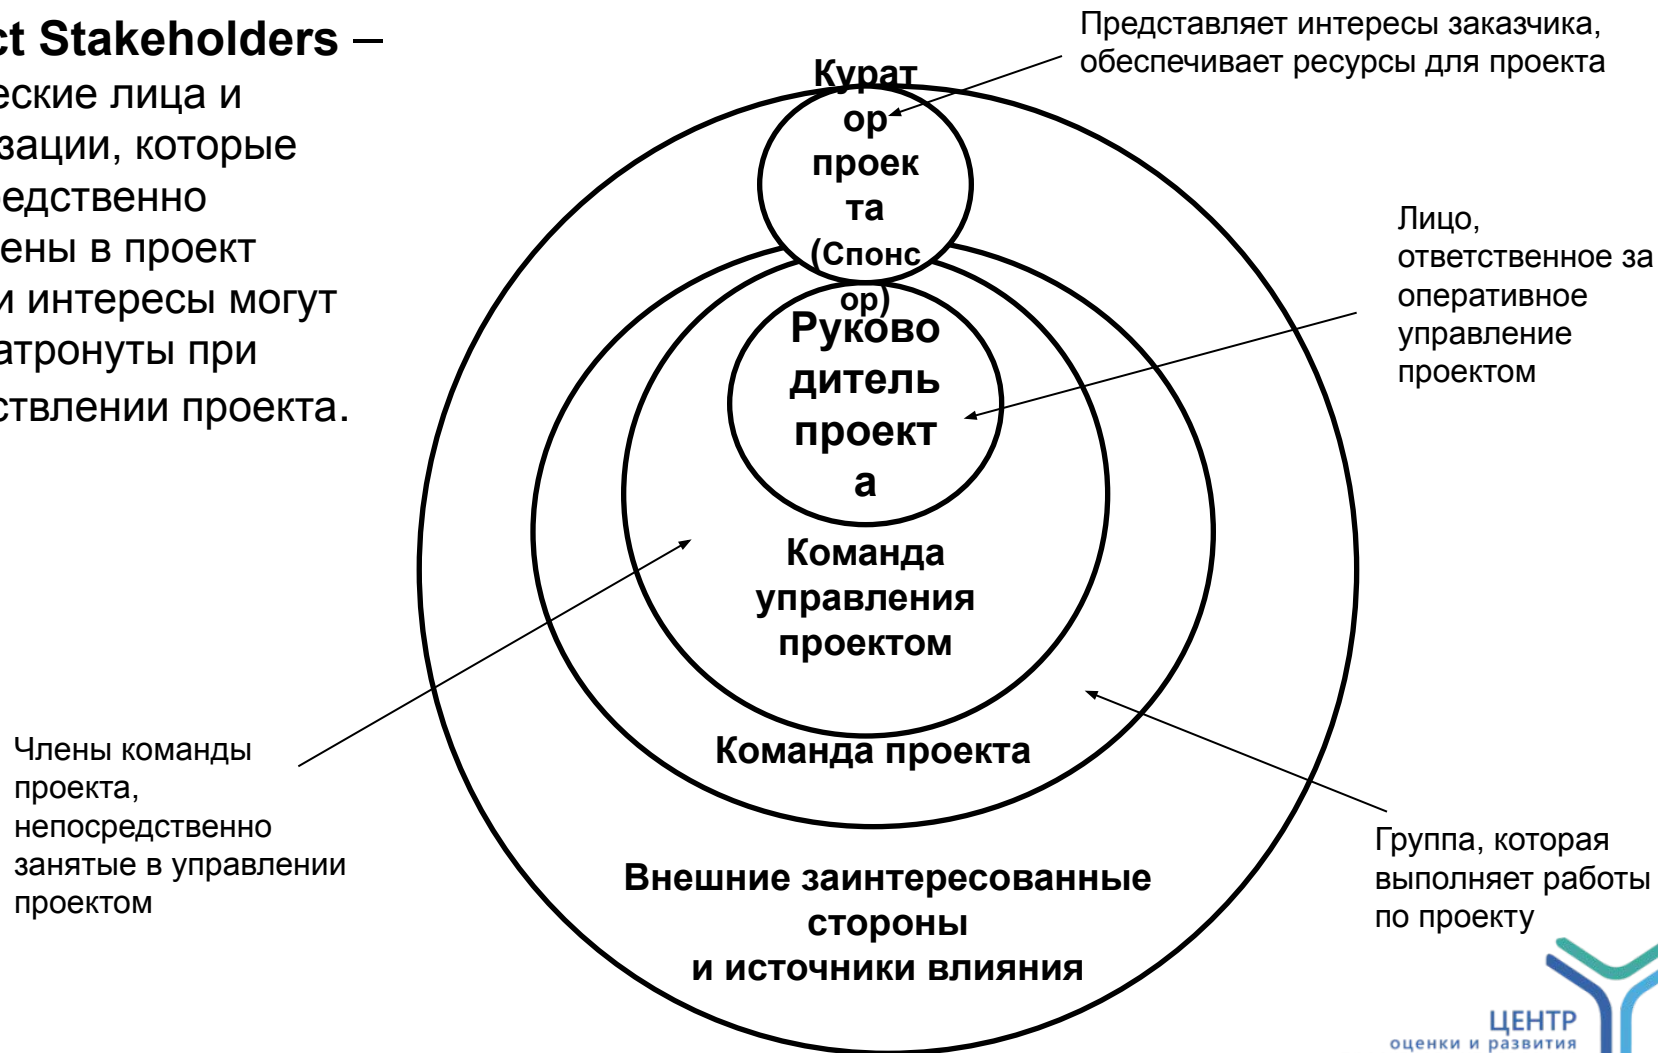 ct Stakeholders –
еские лица и
зации, которые
редственно
ены в проект
и интересы могут
атронуты при
ствлении проекта.
Представляет интересы заказчика,
обеспечивает ресурсы для проекта
Курат
ор
проек
та
(Спонс
ор)
Лицо,
ответственное за
оперативное
управление
проектом
Руково
дитель
проект
а
Команда
управления
проектом
Команда проекта
Члены команды
проекта,
непосредственно
занятые в управлении
проектом
Группа, которая
выполняет работы
по проекту
Внешние заинтересованные
стороны
и источники влияния
ЦЕНТР
оценки и развития